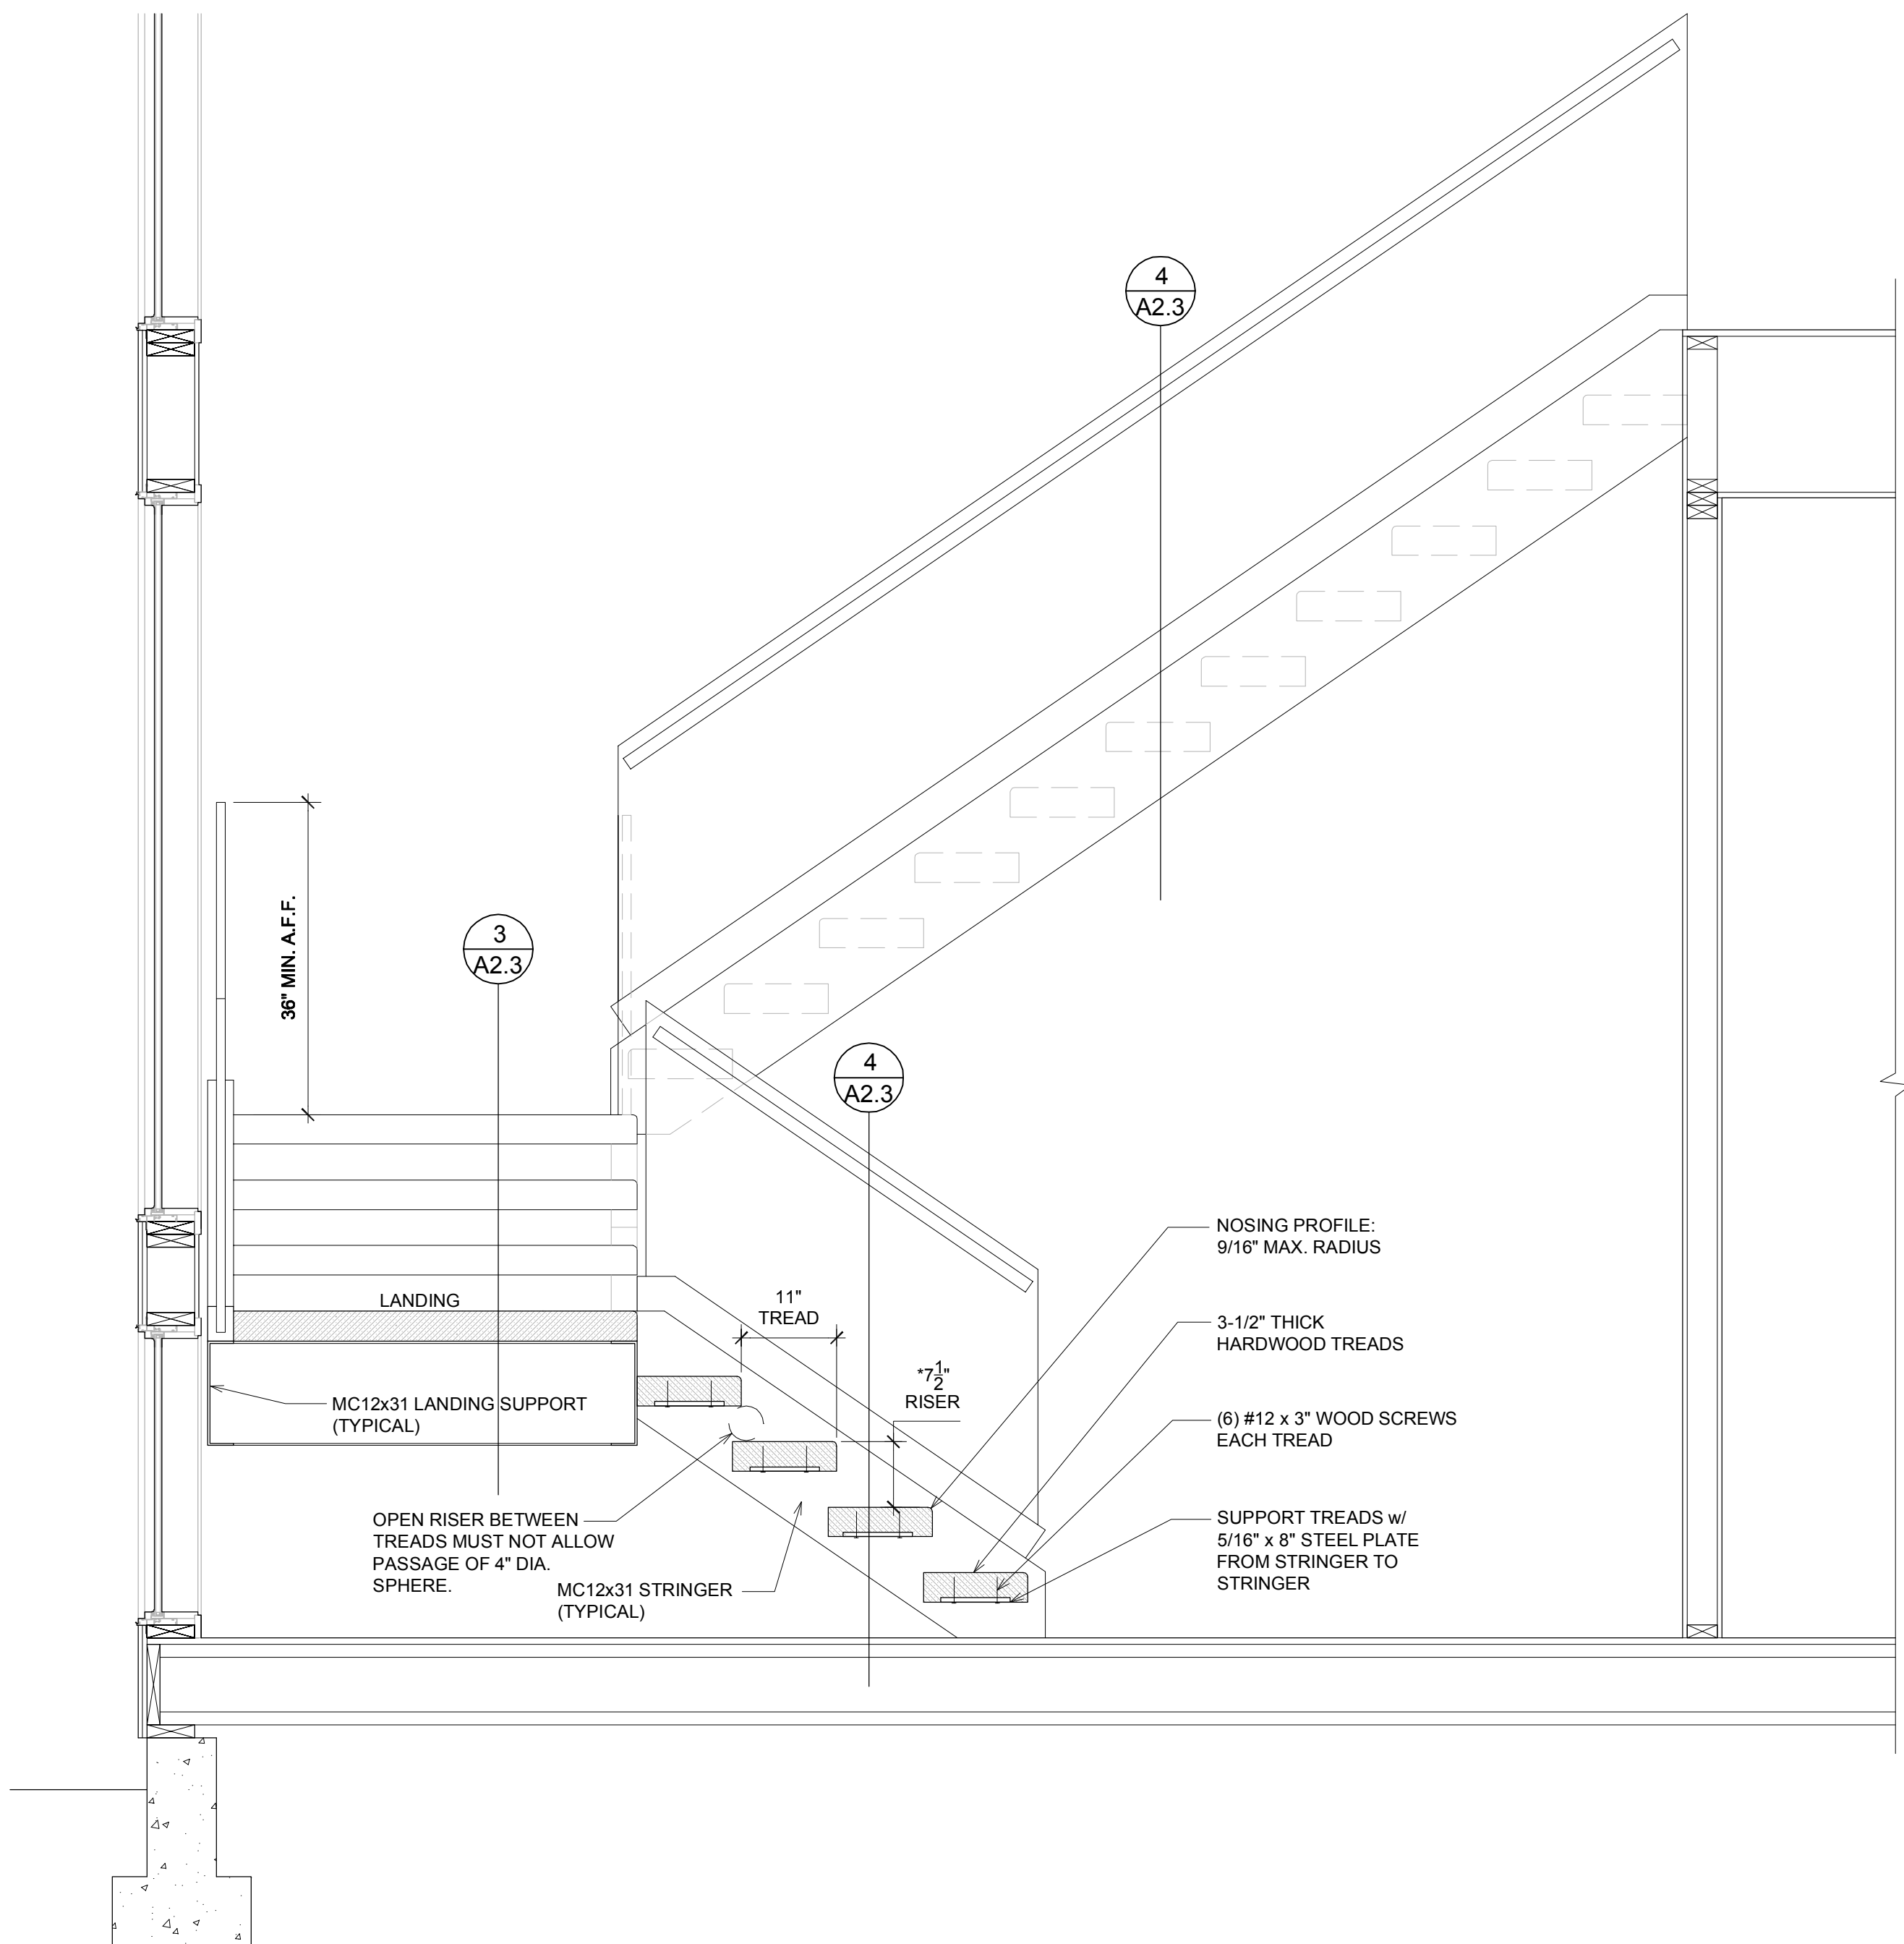 4
A2.3
36" MIN. A.F.F.
3
A2.3
4
A2.3
NOSING PROFILE:
9/16" MAX. RADIUS
LANDING
11"
TREAD
3-1/2" THICK
HARDWOOD TREADS
*7 1/2"
RISER
MC12x31 LANDING SUPPORT
(TYPICAL)
(6) #12 x 3" WOOD SCREWS
EACH TREAD
OPEN RISER BETWEEN
TREADS MUST NOT ALLOW
PASSAGE OF 4" DIA.
SPHERE.
SUPPORT TREADS w/
5/16" x 8" STEEL PLATE
FROM STRINGER TO
STRINGER
MC12x31 STRINGER
(TYPICAL)